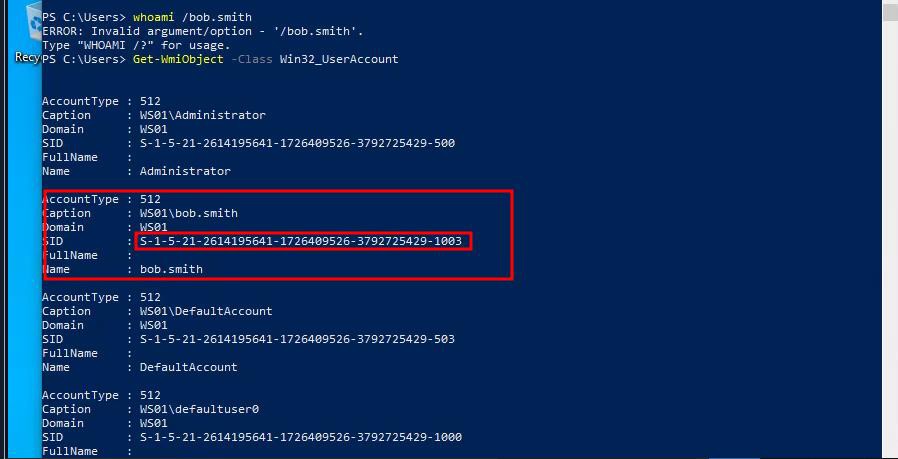 PS C:\Users> whoami /bob.smith
ERROR: Invalid argument/option - '/bob.smith'.
Type "WHOAMI /?" for usage.
PS C:\Users> Get-WmiObject -Class Win32_UserAccount
Recy
AccountType : 512
Caption : WS01\Administrator
Domain : WS01
SID : S-1-5-21-2614195641-1726409526-3792725429-500
FullName :
Name : Administrator
AccountType : 512
Caption : WS01\bob.smith
Domain : WS01
SID : S-1-5-21-2614195641-1726409526-3792725429-1003
FullName :
Name : bob.smith
AccountType : 512
Caption : WS01\DefaultAccount
Domain : WS01
SID : S-1-5-21-2614195641-1726409526-3792725429-503
FullName :
Name : DefaultAccount
AccountType : 512
Caption : WS01\defaultuser0
Domain : WS01
SID : S-1-5-21-2614195641-1726409526-3792725429-1000
FullName :